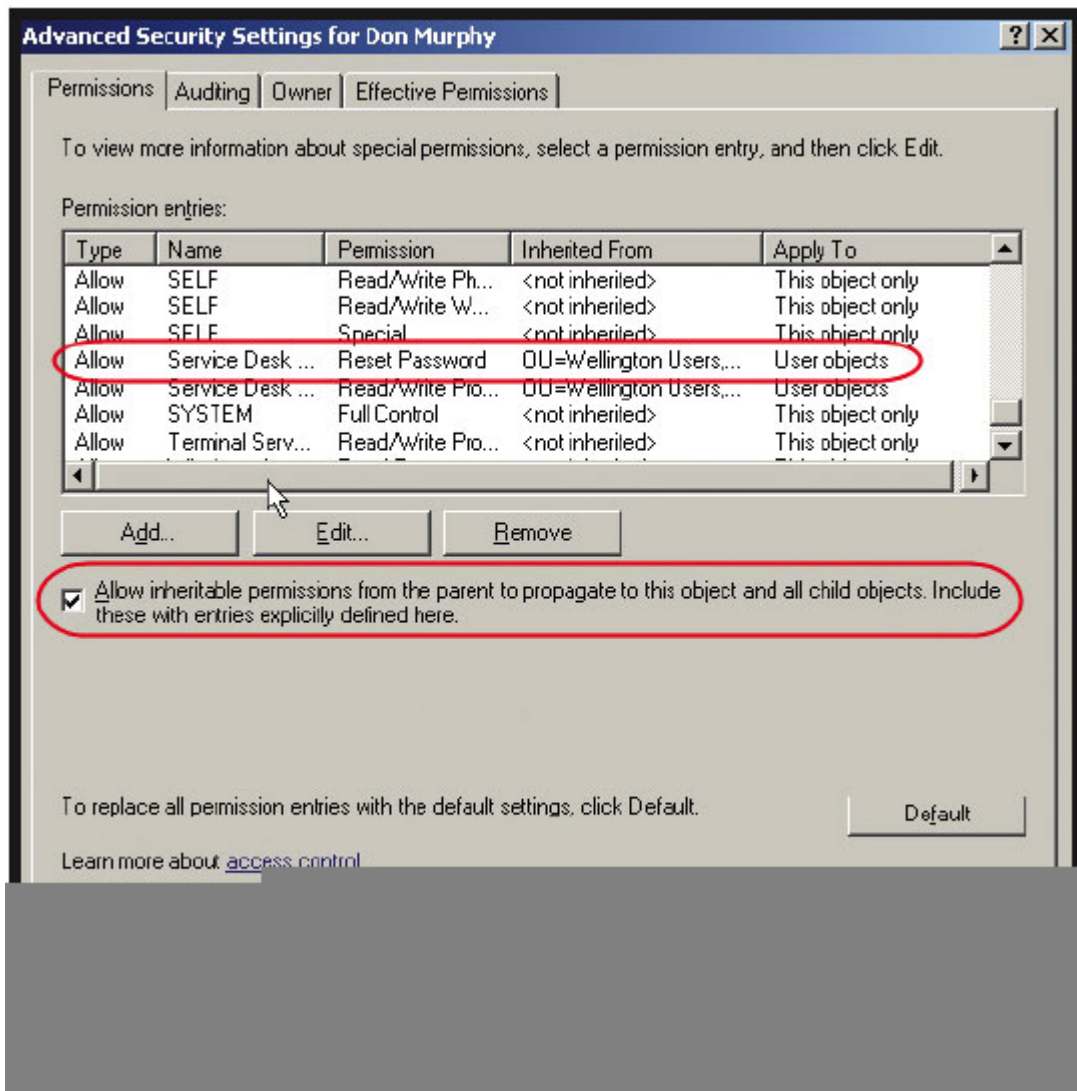 Advanced Security Settings for Don Murphy
Permissions Auditing Owner Effective Permissions
To view more information about special permissions, select a permission entry, and then click Edit.
Permission entries:
Type Name Permission Inherited From Apply To
Allow SELF Read/Write Ph... <not inherited> This object only
Allow SELF Read/Write W... <not inherited> This object only
Allow SELF Special <not inherited> This object only
Allow Service Desk ... Reset Password OU=Wellington Users,... User objects
Allow Service Desk ... Read/Write Pro... OU=Wellington Users,... User objects
Allow SYSTEM Full Control <not inherited> This object only
Allow Terminal Serv... Read/Write Pro... <not inherited> This object only
Add... Edit... Remove
Allow inheritable permissions from the parent to propagate to this object and all child objects. Include
these with entries explicilly defined here.
To replace all permission entries with the default settings, click Default.
Default
Learn more about access control